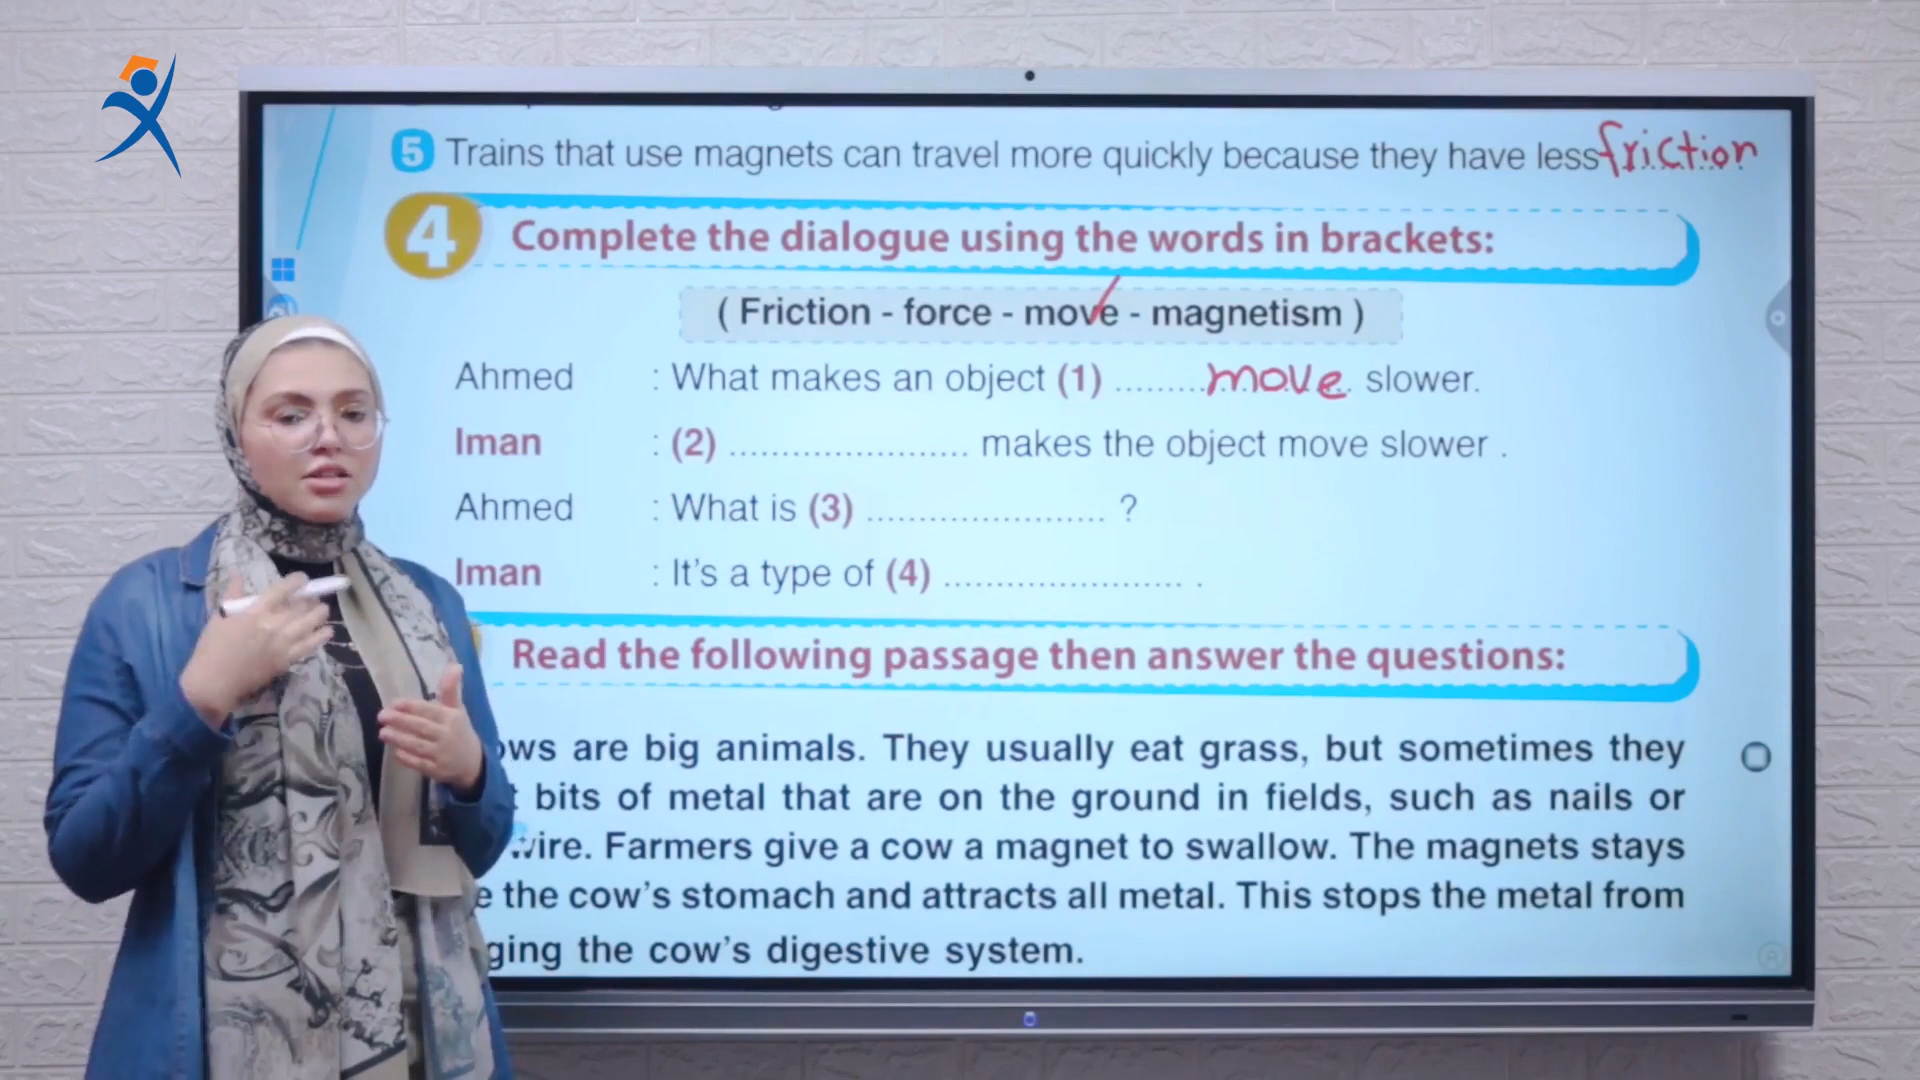 5 Trains that use magnets can travel more quickly because they have less friction
4 Complete the dialogue using the words in brackets:
( Friction - force - move - magnetism )
Ahmed : What makes an object (1) ......... move slower.
Iman : (2) ....................... makes the object move slower .
Ahmed : What is (3) ....................... ?
Iman : It's a type of (4) ....................... .
Read the following passage then answer the questions:
are big animals. They usually eat grass, but sometimes they
bits of metal that are on the ground in fields, such as nails or
wire. Farmers give a cow a magnet to swallow. The magnets stays
the cow's stomach and attracts all metal. This stops the metal from
the cow's digestive system.